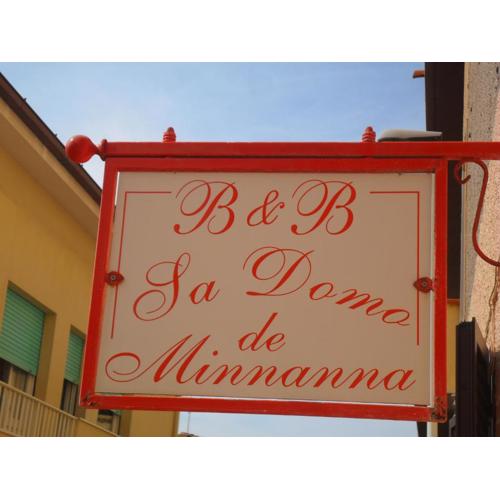 B & B
Sa Domo
de
Minnanna